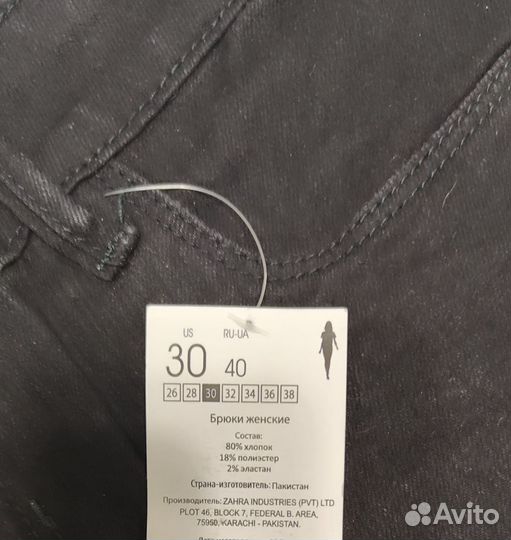 US RU-UA
30 40
26 28 30 32 34 36 38
Брюки женские
Состав:
80% хлопок
18% полиэстер
2% эластан
Страна-изготовитель: Пакистан
Производитель: ZAHRA INDUSTRIES (PVT) LTD
PLOT 46, BLOCK 7, FEDERAL B. AREA,
75950, KARACHI - PAKISTAN.
Avito